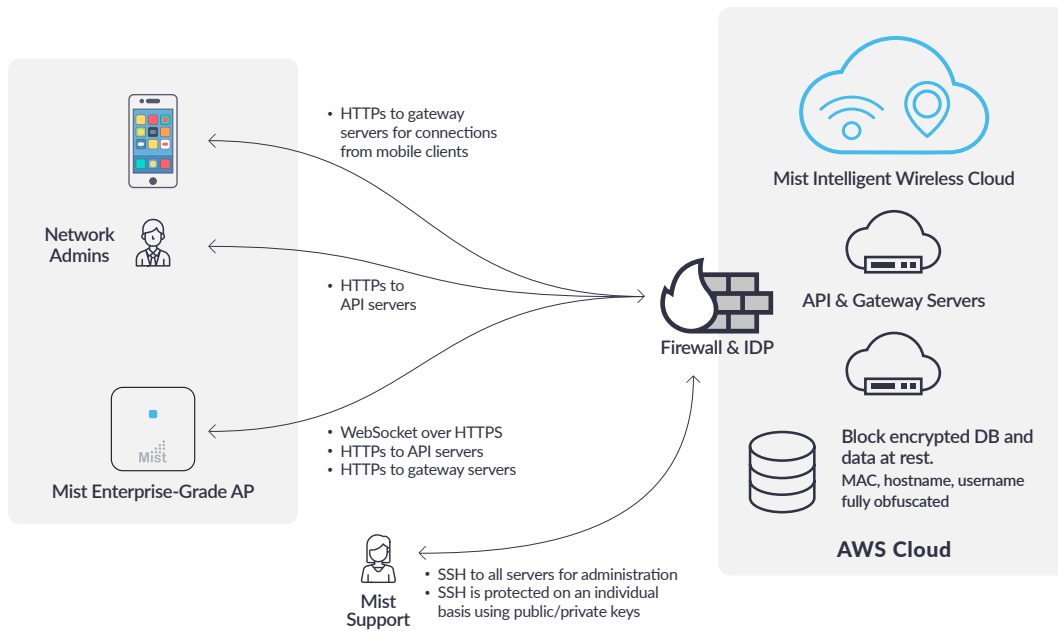 • HTTPs to gateway
servers for connections
from mobile clients
Network
Admins
• HTTPs to
API servers
Mist
Mist Enterprise-Grade AP
• WebSocket over HTTPS
• HTTPs to API servers
• HTTPs to gateway servers
Mist
Support
• SSH to all servers for administration
• SSH is protected on an individual
basis using public/private keys
Firewall & IDP
Mist Intelligent Wireless Cloud
API & Gateway Servers
Block encrypted DB and
data at rest.
MAC, hostname, username
fully obfuscated
AWS Cloud